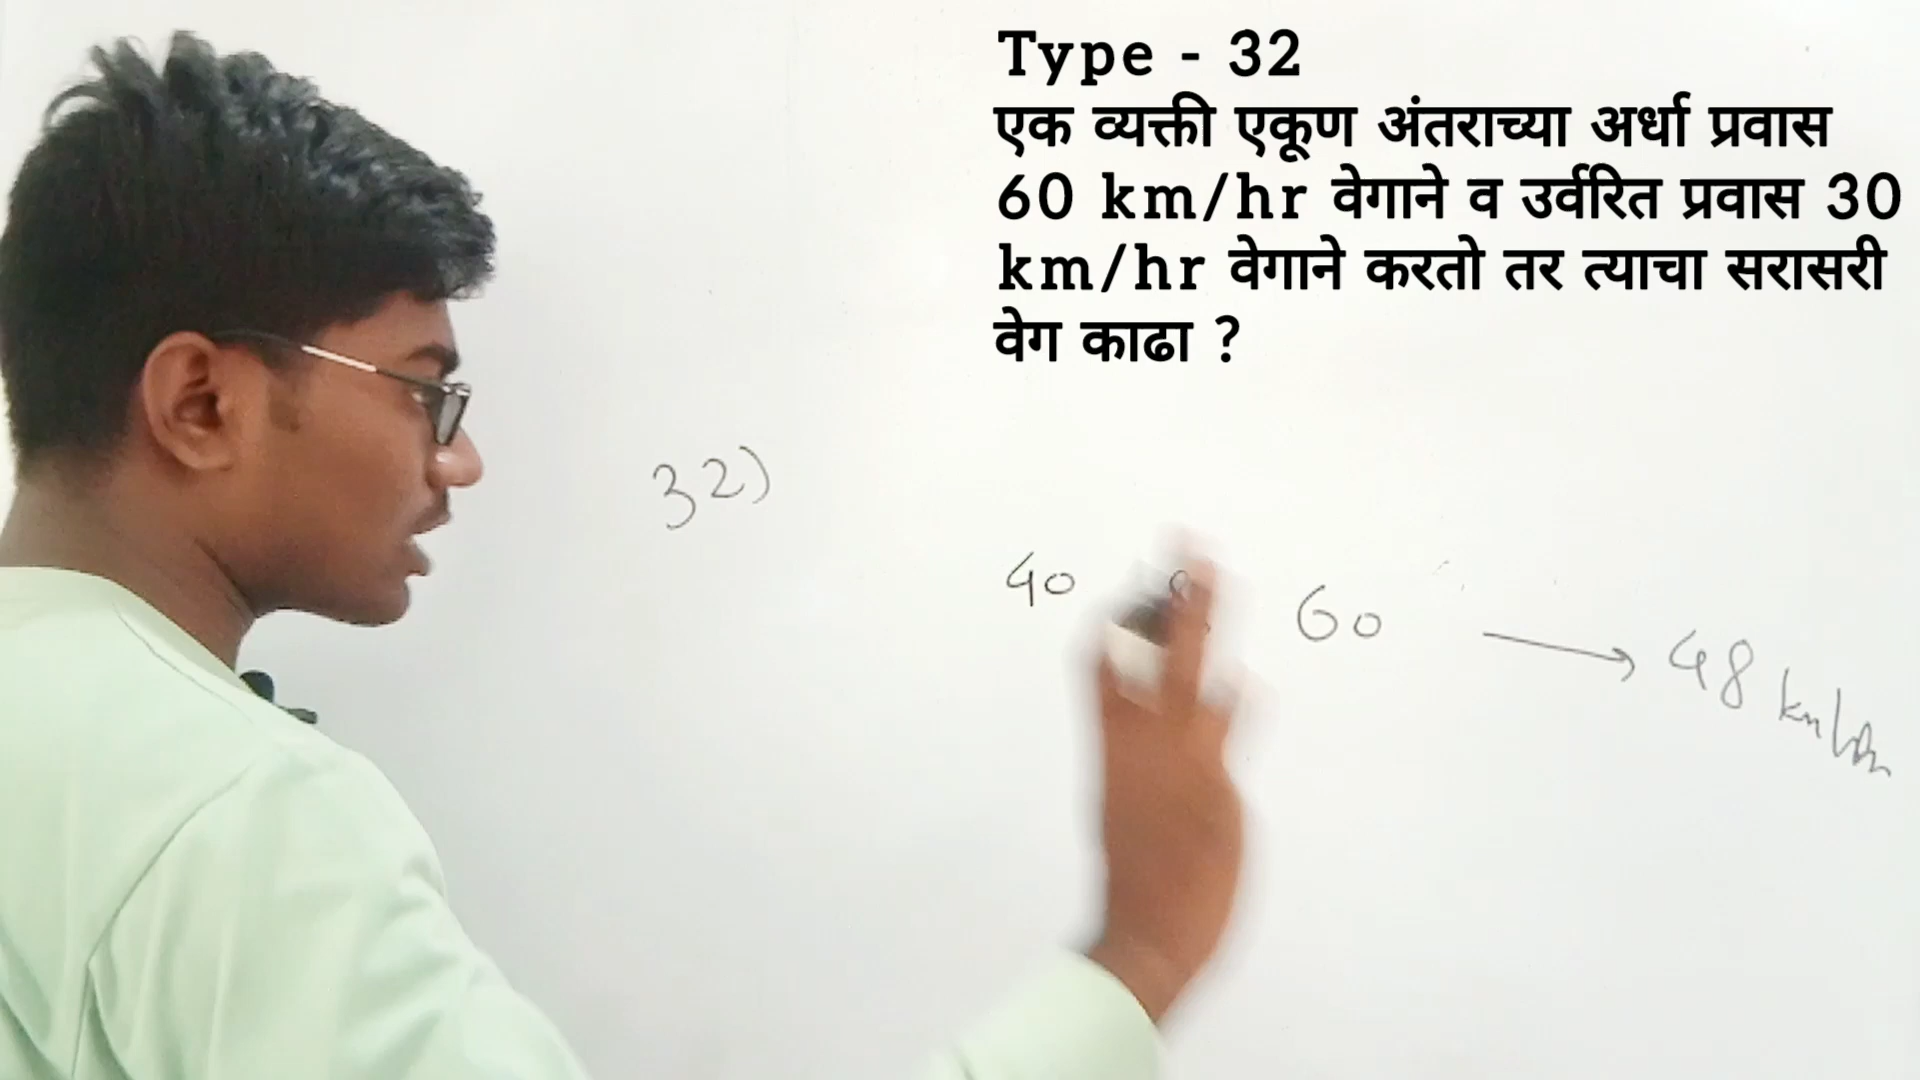 Type - 32
एक व्यक्ती एकूण अंतराच्या अर्धा प्रवास
60 km/hr वेगाने व उर्वरित प्रवास 30
km/hr वेगाने करतो तर त्याचा सरासरी
वेग काढा ?
32)
40 60 → 48 km/hr